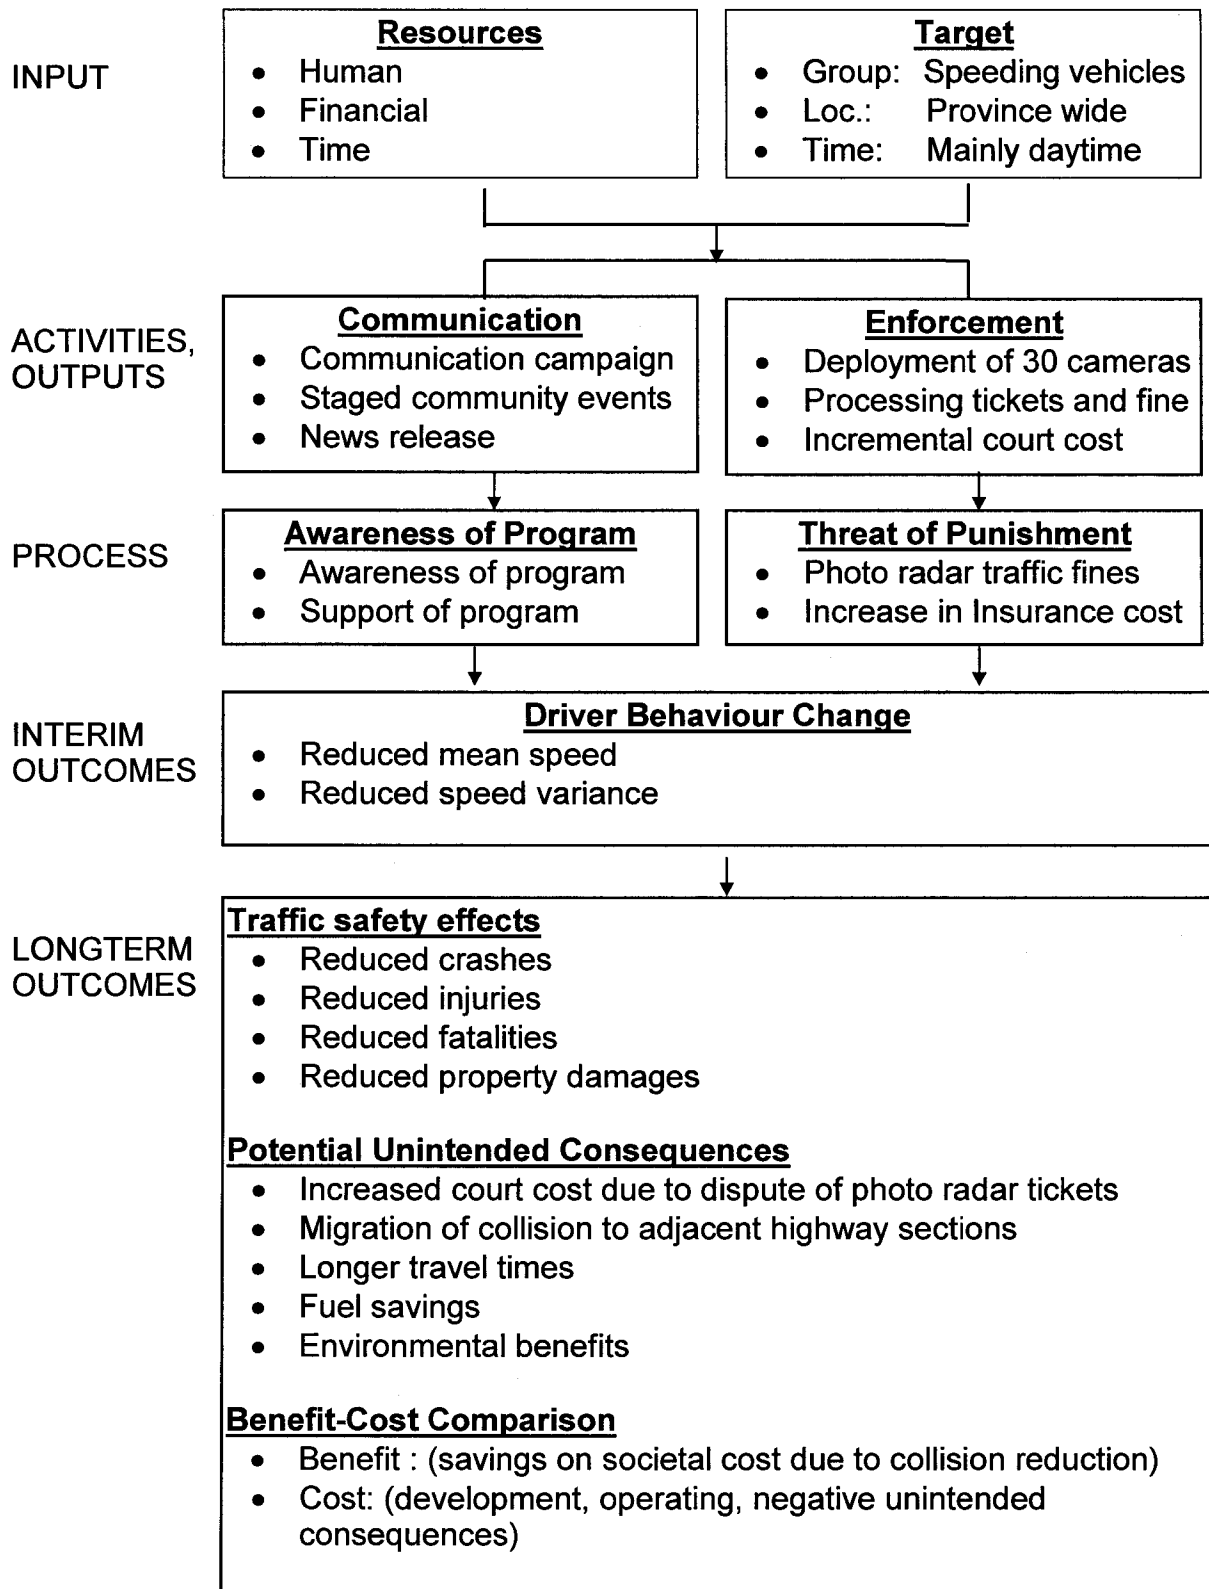 INPUT
Resources
• Human
• Financial
• Time
Target
• Group: Speeding vehicles
• Loc.: Province wide
• Time: Mainly daytime
ACTIVITIES,
OUTPUTS
Communication
• Communication campaign
• Staged community events
• News release
Enforcement
• Deployment of 30 cameras
• Processing tickets and fine
• Incremental court cost
PROCESS
Awareness of Program
• Awareness of program
• Support of program
Threat of Punishment
• Photo radar traffic fines
• Increase in Insurance cost
INTERIM
OUTCOMES
Driver Behaviour Change
• Reduced mean speed
• Reduced speed variance
LONGTERM
OUTCOMES
Traffic safety effects
• Reduced crashes
• Reduced injuries
• Reduced fatalities
• Reduced property damages
Potential Unintended Consequences
• Increased court cost due to dispute of photo radar tickets
• Migration of collision to adjacent highway sections
• Longer travel times
• Fuel savings
• Environmental benefits
Benefit-Cost Comparison
• Benefit : (savings on societal cost due to collision reduction)
• Cost: (development, operating, negative unintended
consequences)